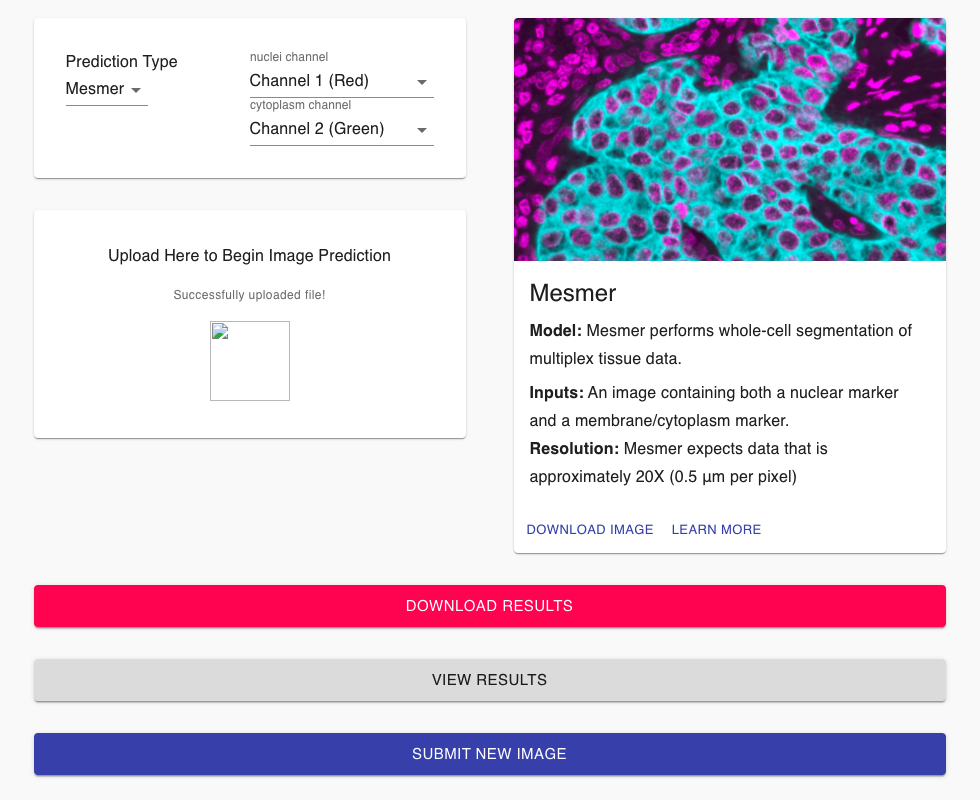 Prediction Type
Mesmer
nuclei channel
Channel 1 (Red)
cytoplasm channel
Channel 2 (Green)
Upload Here to Begin Image Prediction
Successfully uploaded file!
Mesmer
Model: Mesmer performs whole-cell segmentation of
multiplex tissue data.
Inputs: An image containing both a nuclear marker
and a membrane/cytoplasm marker.
Resolution: Mesmer expects data that is
approximately 20X (0.5 μm per pixel)
DOWNLOAD IMAGE LEARN MORE
DOWNLOAD RESULTS
VIEW RESULTS
SUBMIT NEW IMAGE